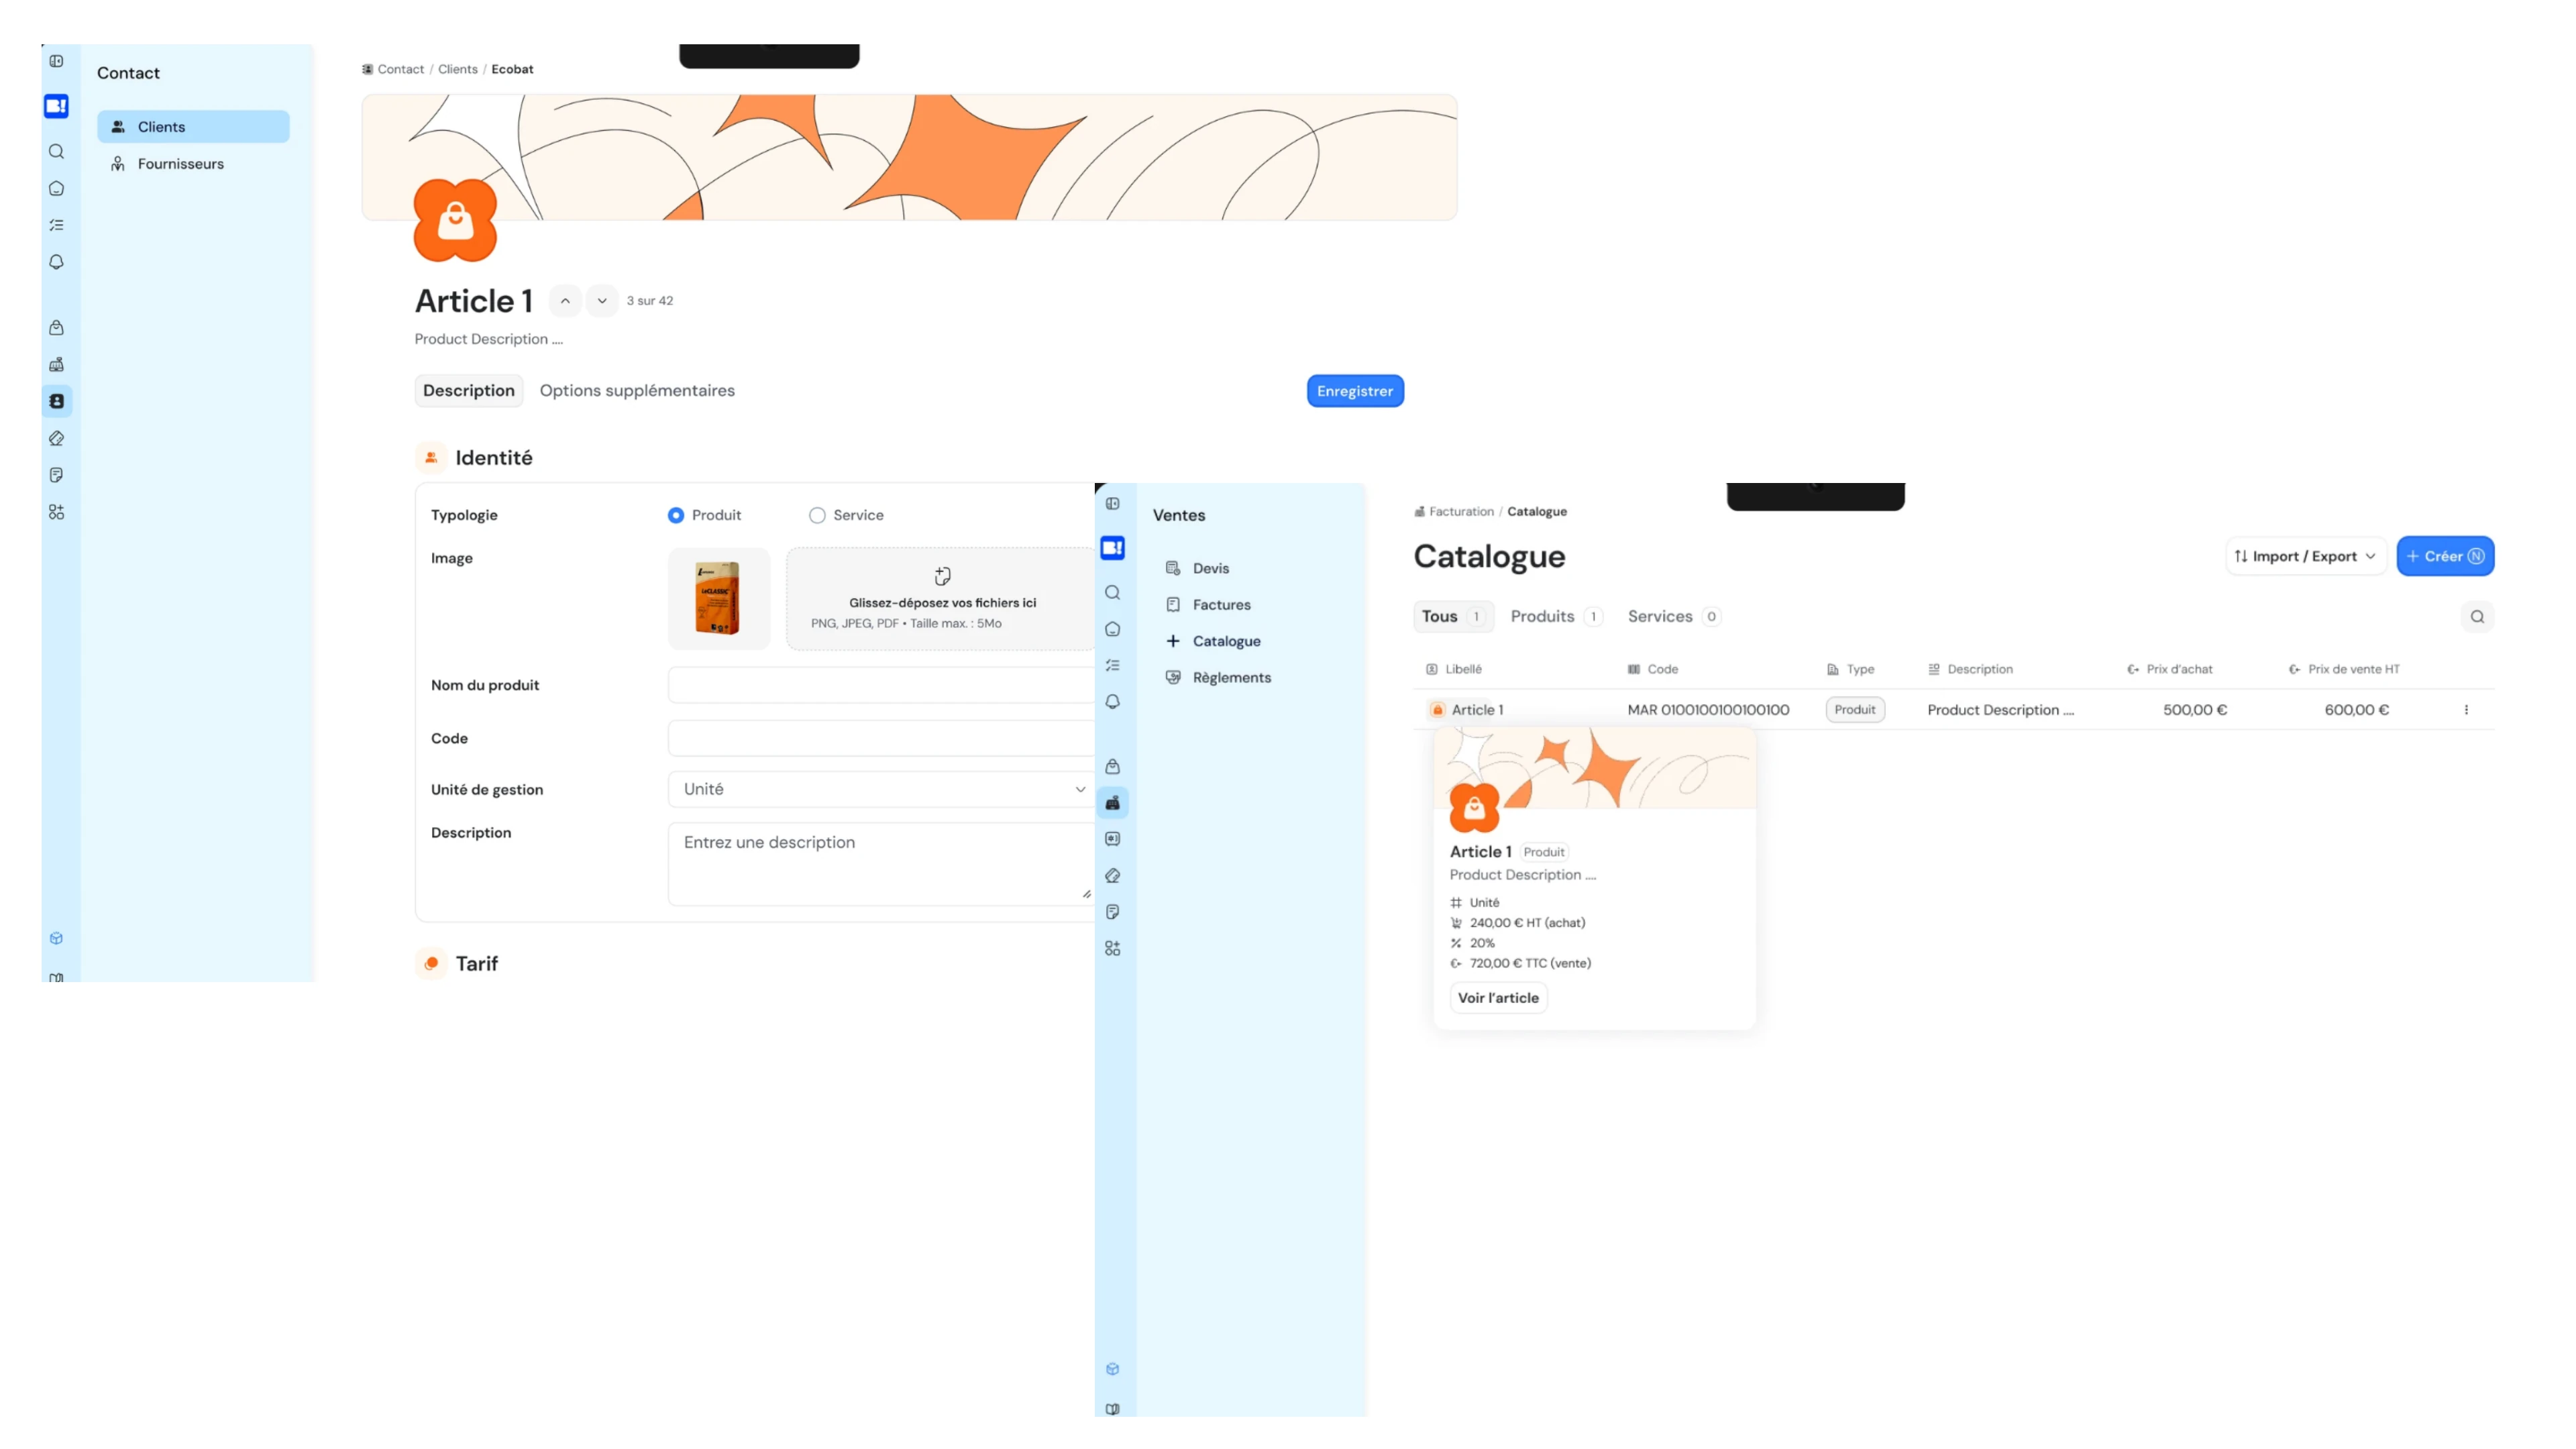 Contact
Clients
Fournisseurs
Contact / Clients / Ecobat
Article 1
3 sur 42
Product Description ....
Description
Options supplémentaires
Enregistrer
Identité
Typologie
Produit
Service
Image
Glissez-déposez vos fichiers ici
PNG, JPEG, PDF • Taille max. : 5Mo
Nom du produit
Code
Unité de gestion
Unité
Description
Entrez une description
Tarif
Ventes
Devis
Factures
Catalogue
Règlements
Facturation / Catalogue
Catalogue
Import / Export
Créer N
Tous 1
Produits 1
Services 0
Libellé
Code
Type
Description
Prix d'achat
Prix de vente HT
Article 1
MAR 0100100100100100
Produit
Product Description ....
500,00 €
600,00 €
Article 1
Produit
Product Description ....
Unité
240,00 € HT (achat)
20%
720,00 € TTC (vente)
Voir l'article